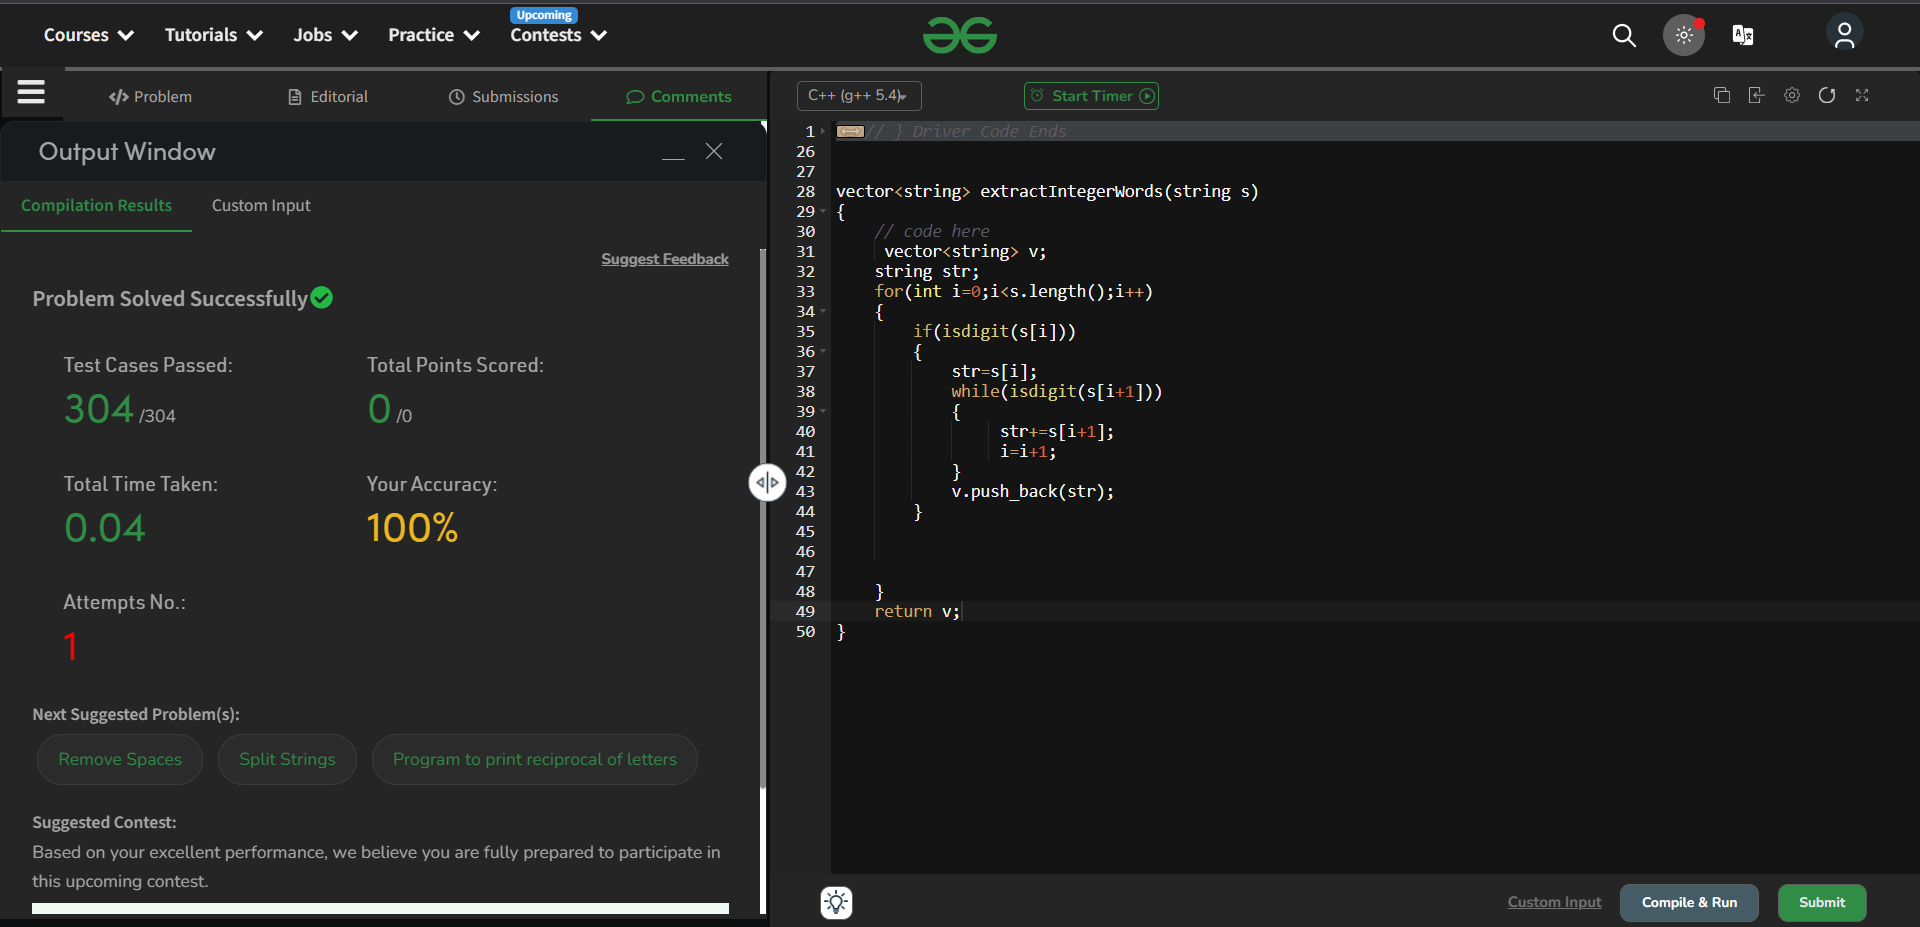 Courses Tutorials Jobs Practice Upcoming Contests
Problem Editorial Submissions Comments
Output Window
Compilation Results Custom Input
Suggest Feedback
Problem Solved Successfully
Test Cases Passed: Total Points Scored:
304 /304 0 /0
Total Time Taken: Your Accuracy:
0.04 100%
Attempts No.:
1
Next Suggested Problem(s):
Remove Spaces Split Strings Program to print reciprocal of letters
Suggested Contest:
Based on your excellent performance, we believe you are fully prepared to participate in
this upcoming contest.
C++ (g++ 5.4) Start Timer
1 // } Driver Code Ends
26
27
28 vector<string> extractIntegerWords(string s)
29 {
30 // code here
31 vector<string> v;
32 string str;
33 for(int i=0;i<s.length();i++)
34 {
35 if(isdigit(s[i]))
36 {
37 str=s[i];
38 while(isdigit(s[i+1]))
39 {
40 str+=s[i+1];
41 i=i+1;
42 }
43 v.push_back(str);
44 }
45
46
47
48 }
49 return v;
50 }
Custom Input Compile & Run Submit